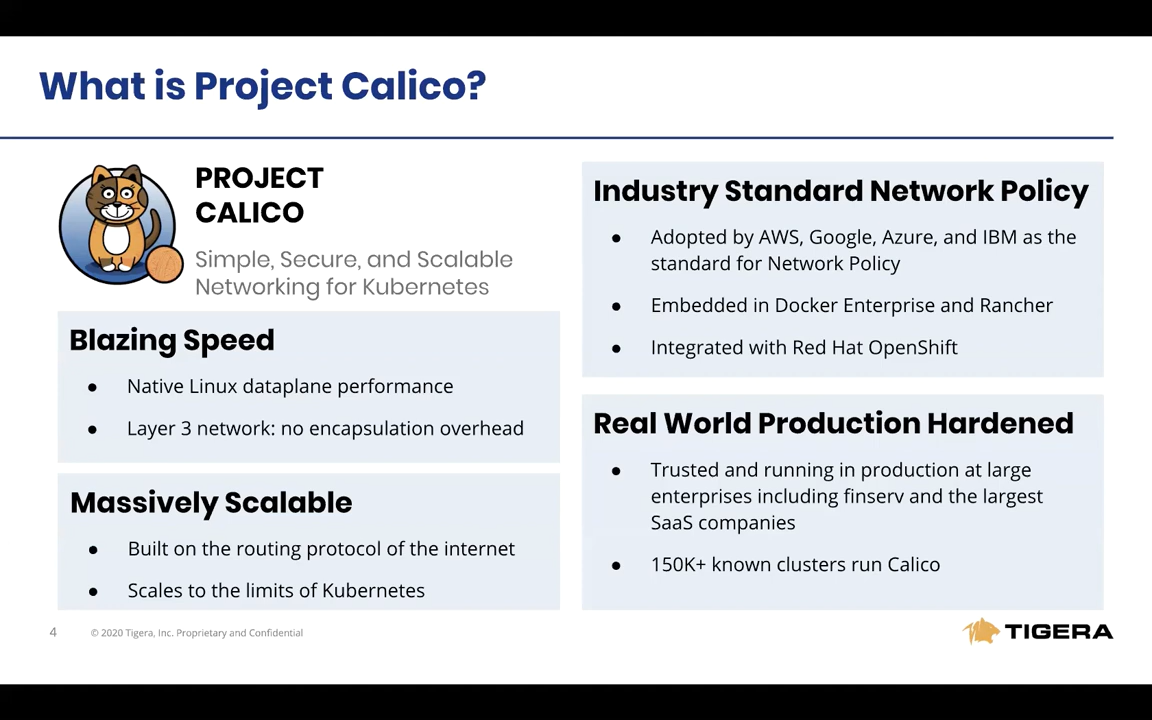 What is Project Calico?
PROJECT
CALICO
Simple, Secure, and Scalable
Networking for Kubernetes
Blazing Speed
● Native Linux dataplane performance
● Layer 3 network: no encapsulation overhead
Massively Scalable
● Built on the routing protocol of the internet
● Scales to the limits of Kubernetes
Industry Standard Network Policy
● Adopted by AWS, Google, Azure, and IBM as the
standard for Network Policy
● Embedded in Docker Enterprise and Rancher
● Integrated with Red Hat OpenShift
Real World Production Hardened
● Trusted and running in production at large
enterprises including finserv and the largest
SaaS companies
● 150K+ known clusters run Calico
4 © 2020 Tigera, Inc. Proprietary and Confidential
TIGERA